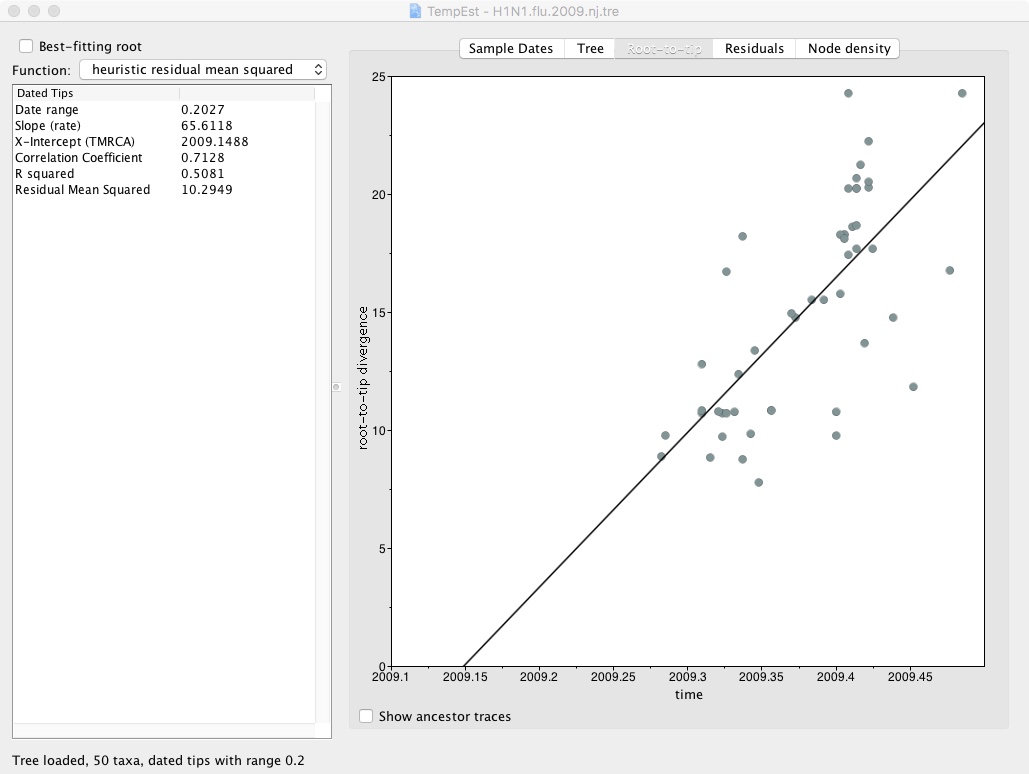 TempEst - H1N1.flu.2009.nj.tre
Best-fitting root
Function: heuristic residual mean squared
Dated Tips
Date range 0.2027
Slope (rate) 65.6118
X-Intercept (TMRCA) 2009.1488
Correlation Coefficient 0.7128
R squared 0.5081
Residual Mean Squared 10.2949
Sample Dates Tree Root-to-tip Residuals Node density
25
20
15
10
5
0
root-to-tip divergence
2009.1 2009.15 2009.2 2009.25 2009.3 2009.35 2009.4 2009.45
time
Show ancestor traces
Tree loaded, 50 taxa, dated tips with range 0.2